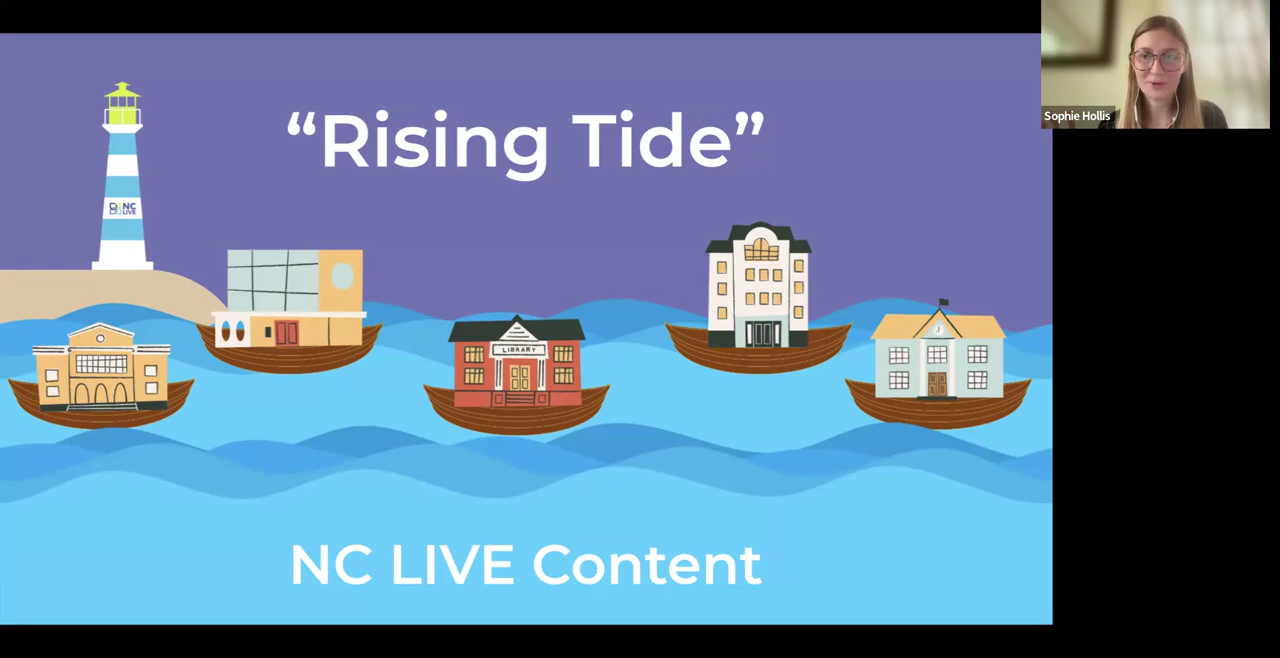 “Rising Tide”
Sophie Hollis
NC
LIVE
LIBRARY
NC LIVE Content